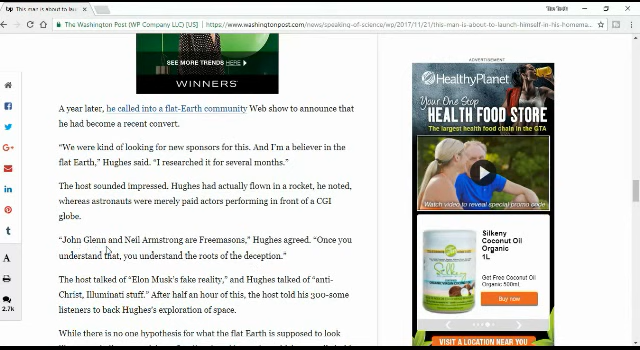 This man is about to lau
The Washington Post (WP Company LLC) [US]
https://www.washingtonpost.com/news/speaking-of-science/wp/2017/11/21/this-man-is-about-to-launch-himself-in-his-homema
SEE MORE TRENDS HERE
WINNERS
A year later, he called into a flat-Earth community Web show to announce that
he had become a recent convert.
“We were kind of looking for new sponsors for this. And I’m a believer in the
flat Earth,” Hughes said. “I researched it for several months.”
The host sounded impressed. Hughes had actually flown in a rocket, he noted,
whereas astronauts were merely paid actors performing in front of a CGI
globe.
“John Glenn and Neil Armstrong are Freemasons,” Hughes agreed. “Once you
understand that, you understand the roots of the deception.”
The host talked of “Elon Musk’s fake reality,” and Hughes talked of “anti-
Christ, Illuminati stuff.” After half an hour of this, the host told his 300-some
listeners to back Hughes’s exploration of space.
While there is no one hypothesis for what the flat Earth is supposed to look
2.7k
ADVERTISEMENT
HealthyPlanet
Your One Stop
HEALTH FOOD STORE
The largest health food chain in the GTA
Watch video to reveal special promo code
Silkeny
Coconut Oil
Organic
1L
Get Free Coconut Oil
Organic 500ml
Buy now
VISIT A LOCATION NEAR YOU